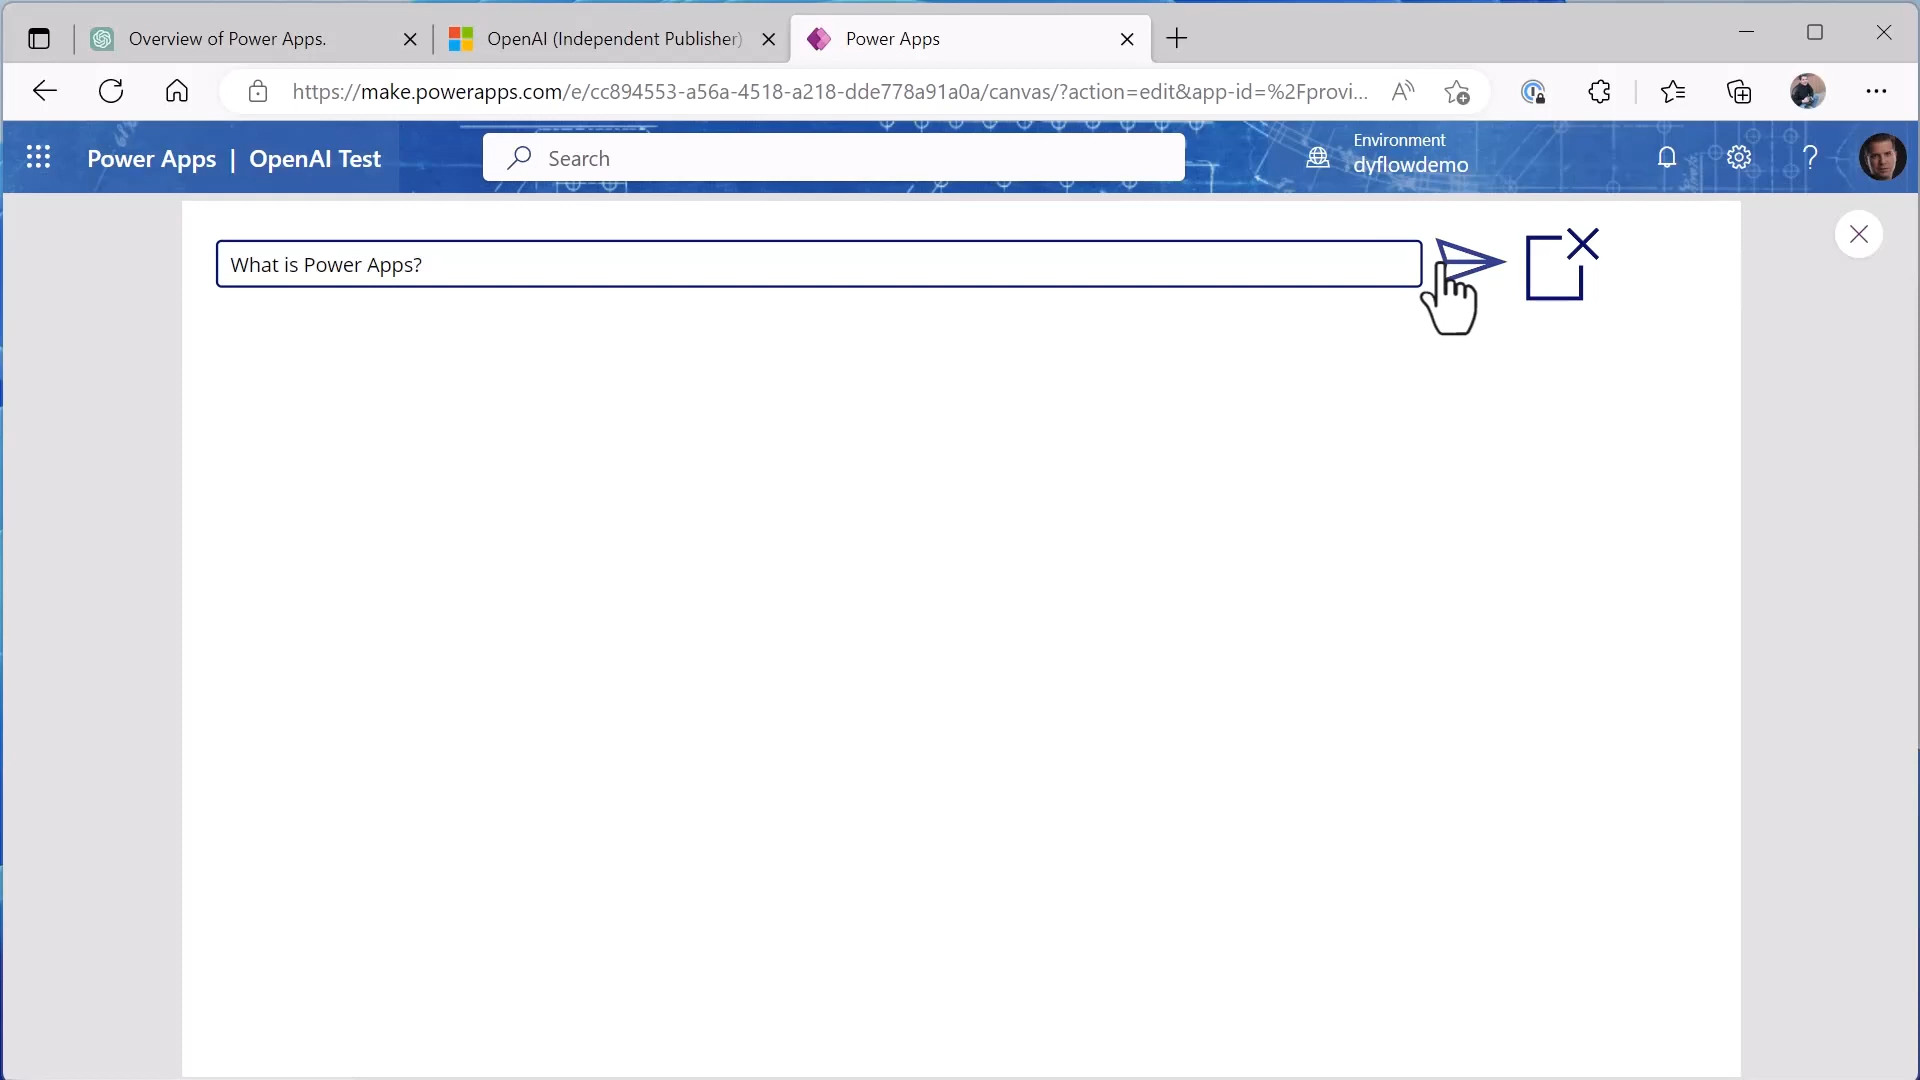 Overview of Power Apps.
OpenAI (Independent Publisher)
Power Apps
https://make.powerapps.com/e/cc894553-a56a-4518-a218-dde778a91a0a/canvas/?action=edit&app-id=%2Fprovi...
Power Apps | OpenAI Test
Search
Environment
dyflowdemo
What is Power Apps?